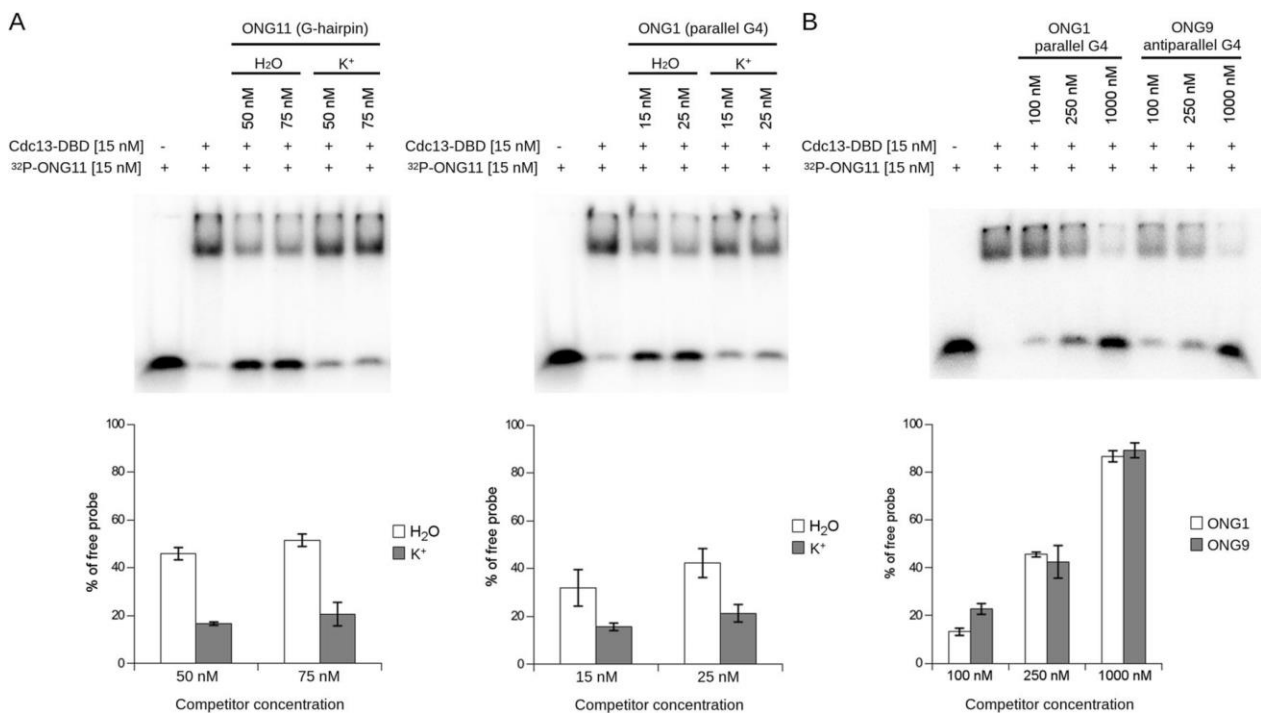 A
ONG11 (G-hairpin)
H₂O K⁺
50 nM 75 nM 50 nM 75 nM
Cdc13-DBD [15 nM] - + + + + +
³²P-ONG11 [15 nM] + + + + + +
100
80
60
40
20
0
% of free probe
H₂O
K⁺
50 nM 75 nM
Competitor concentration
ONG1 (parallel G4)
H₂O K⁺
15 nM 25 nM 15 nM 25 nM
Cdc13-DBD [15 nM] - + + + + +
³²P-ONG11 [15 nM] + + + + + +
100
80
60
40
20
0
% of free probe
H₂O
K⁺
15 nM 25 nM
Competitor concentration
B
ONG1 parallel G4
ONG9 antiparallel G4
100 nM 250 nM 1000 nM 100 nM 250 nM 1000 nM
Cdc13-DBD [15 nM] - + + + + + + +
³²P-ONG11 [15 nM] + + + + + + + +
100
80
60
40
20
0
% of free probe
ONG1
ONG9
100 nM 250 nM 1000 nM
Competitor concentration